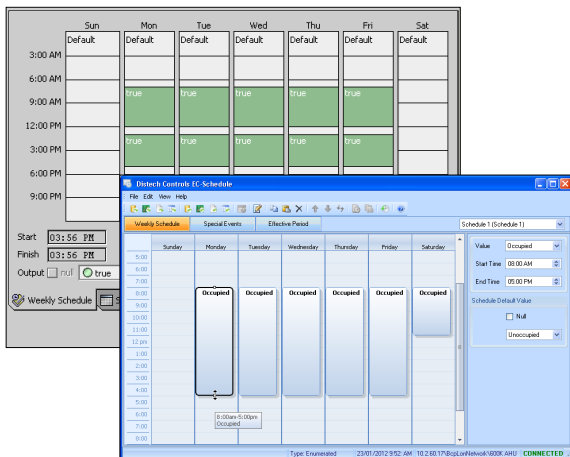 Sun Mon Tue Wed Thu Fri Sat
Default Default Default Default Default Default Default
3:00 AM
6:00 AM
9:00 AM
true true true true true
12:00 PM
true true true true true
3:00 PM
6:00 PM
9:00 PM
Start 03:56 PM
Finish 03:56 PM
Output null true
Weekly Schedule S
Distech Controls EC-Schedule
File Edit View Help
Weekly Schedule Special Events Effective Period Schedule 1 (Schedule 1)
Sunday Monday Tuesday Wednesday Thursday Friday Saturday
5:00
6:00
7:00
8:00 Occupied Occupied Occupied Occupied Occupied Occupied
9:00
10:00
11:00
12 pm
1:00
2:00
3:00
4:00
5:00
6:00
7:00
8:00
8:00am-5:00pm
Occupied
Value Occupied
Start Time 08:00 AM
End Time 05:00 PM
Schedule Default Value
Null
Unoccupied
Type: Enumerated 23/01/2012 9:52 AM 10.2.60.17\BcpLonNetwork\600K AHU CONNECTED